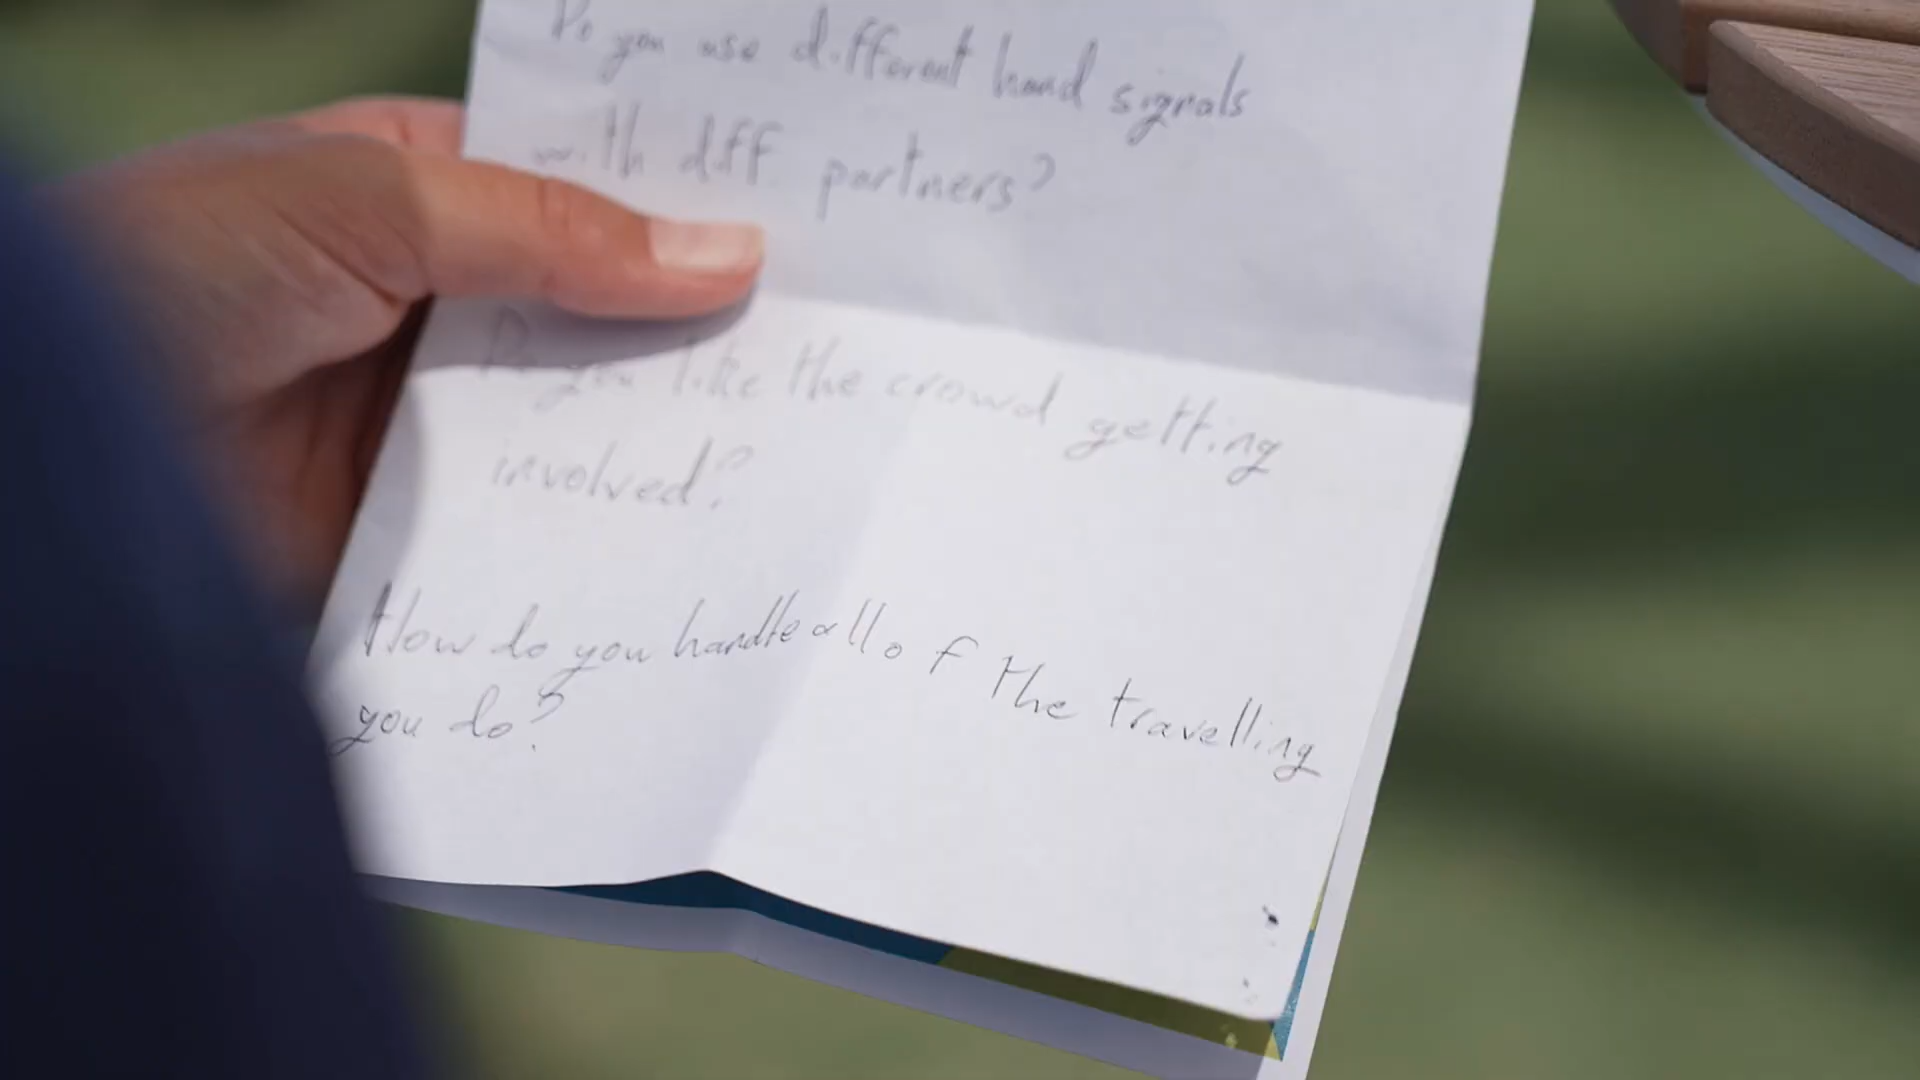 Do you use different hand signals
with diff partners?
Do you like the crowd getting
involved?
How do you handle all of the travelling
you do?